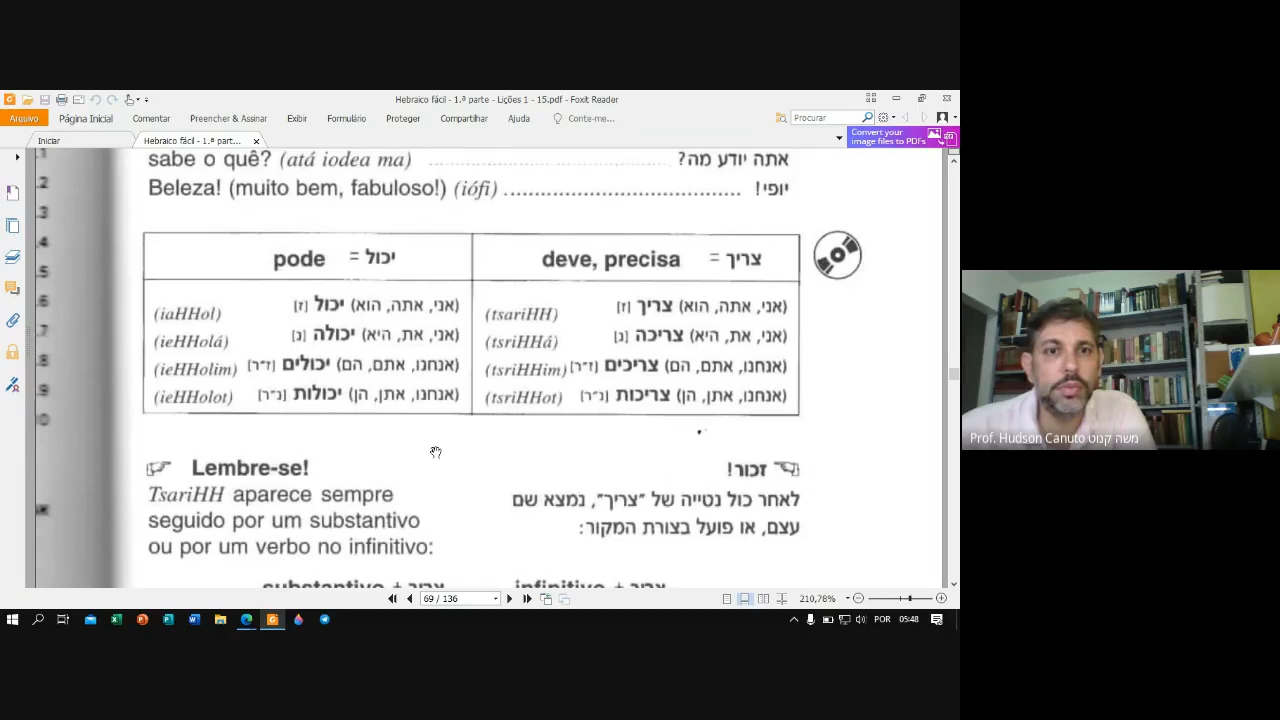 Hebraico fácil - 1.ª parte - Lições 1 - 15.pdf - Foxit Reader
Arquivo Página Inicial Comentar Preencher & Assinar Exibir Formulário Proteger Compartilhar Ajuda Conte-me... Procurar
Iniciar Hebraico fácil - 1.ª part...
Convert your image files to PDFs
sabe o quê? (atá iodea ma) אתה יודע מה?
Beleza! (muito bem, fabuloso!) (iófi) יופי!
pode = יכול
deve, precisa = צריך
(iaHHol) (אני, אתה, הוא) יכול [ז]
(ieHHolá) (אני, את, היא) יכולה [נ]
(ieHHolim) (אנחנו, אתם, הם) יכולים [ז״ר]
(ieHHolot) (אנחנו, אתן, הן) יכולות [נ״ר]
(tsariHH) (אני, אתה, הוא) צריך [ז]
(tsriHHá) (אני, את, היא) צריכה [נ]
(tsriHHim) (אנחנו, אתם, הם) צריכים [ז״ר]
(tsriHHot) (אנחנו, אתן, הן) צריכות [נ״ר]
Lembre-se!
TsariHH aparece sempre
seguido por um substantivo
ou por um verbo no infinitivo:
זכור!
לאחר כול נטייה של ״צריך״, נמצא שם
עצם, או פועל בצורת המקור:
substantivo + צריך
infinitivo + צריך
69 / 136
210,78%
POR 05:48
Prof. Hudson Canuto משה קנוטו